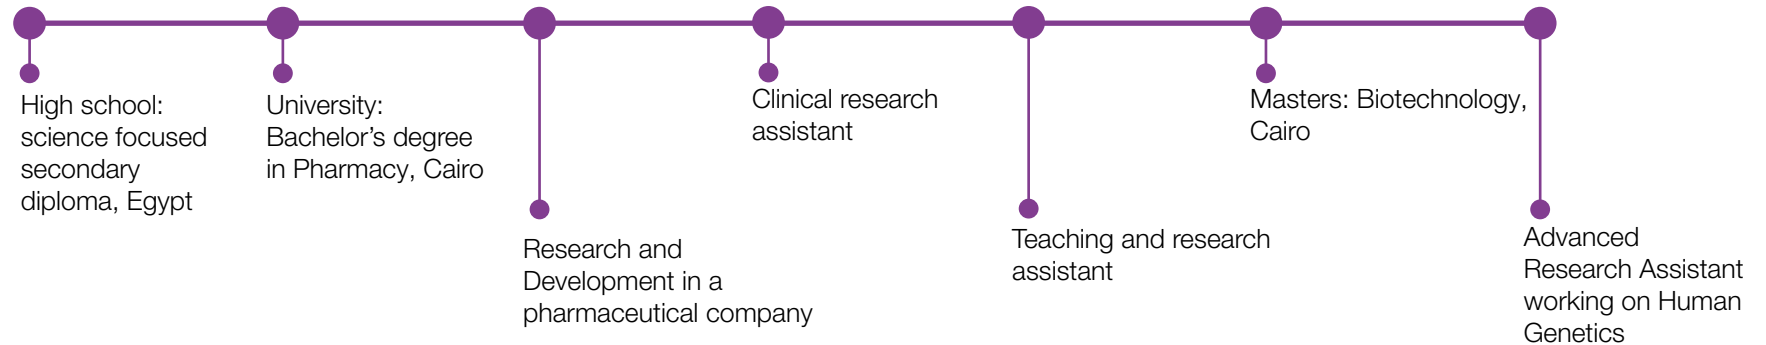 High school:
science focused
secondary
diploma, Egypt
University:
Bachelor’s degree
in Pharmacy, Cairo
Research and
Development in a
pharmaceutical company
Clinical research
assistant
Teaching and research
assistant
Masters: Biotechnology,
Cairo
Advanced
Research Assistant
working on Human
Genetics